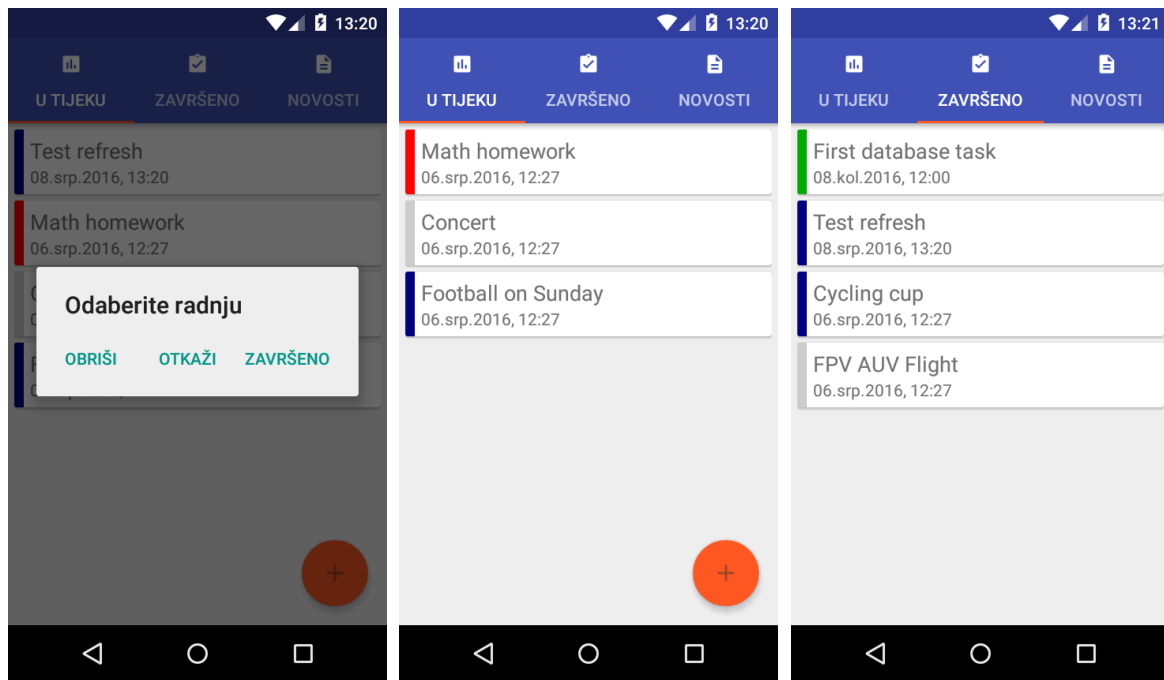 13:20
U TIJEKU ZAVRŠENO NOVOSTI
Test refresh
08.srp.2016, 13:20
Math homework
06.srp.2016, 12:27
Odaberite radnju
OBRIŠI OTKAŽI ZAVRŠENO
13:20
U TIJEKU ZAVRŠENO NOVOSTI
Math homework
06.srp.2016, 12:27
Concert
06.srp.2016, 12:27
Football on Sunday
06.srp.2016, 12:27
13:21
U TIJEKU ZAVRŠENO NOVOSTI
First database task
08.kol.2016, 12:00
Test refresh
08.srp.2016, 13:20
Cycling cup
06.srp.2016, 12:27
FPV AUV Flight
06.srp.2016, 12:27